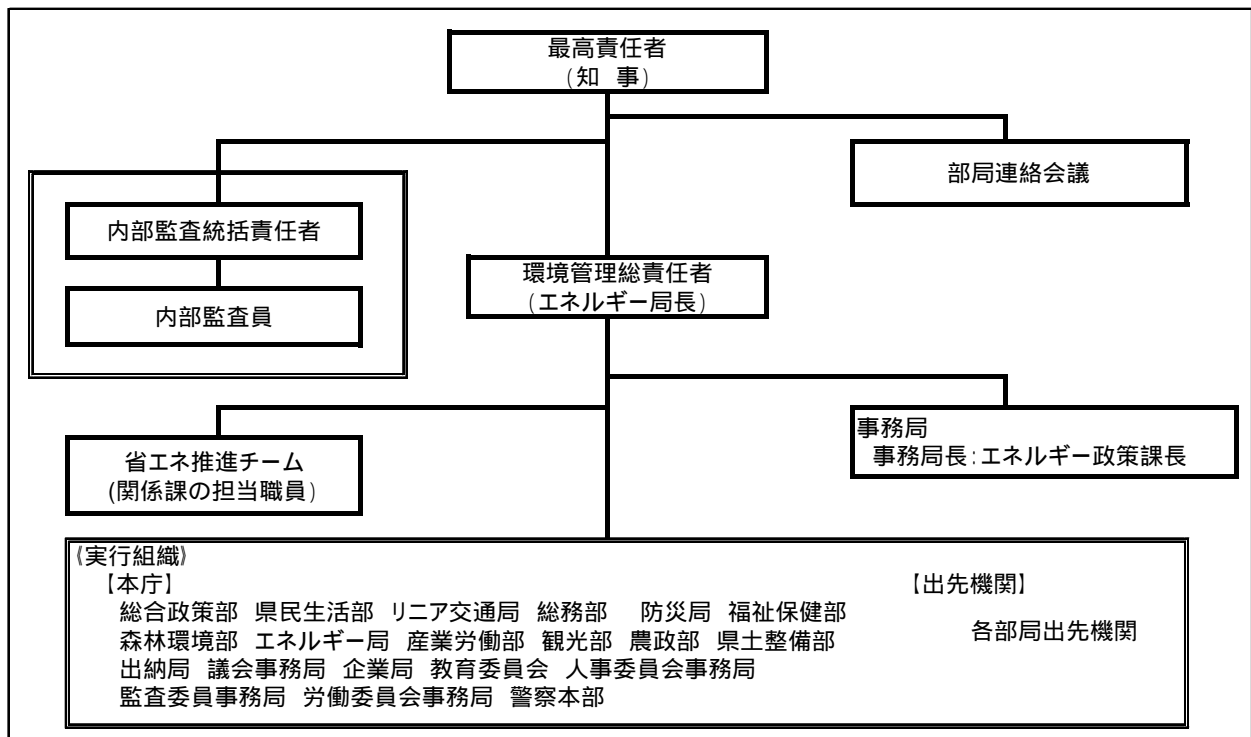 最高責任者
(知 事)
部局連絡会議
内部監査統括責任者
内部監査員
環境管理総責任者
(エネルギー局長)
省エネ推進チーム
(関係課の担当職員)
事務局
事務局長:エネルギー政策課長
《実行組織》
【本庁】
総合政策部 県民生活部 リニア交通局 総務部 防災局 福祉保健部
森林環境部 エネルギー局 産業労働部 観光部 農政部 県土整備部
出納局 議会事務局 企業局 教育委員会 人事委員会事務局
監査委員事務局 労働委員会事務局 警察本部
【出先機関】
各部局出先機関